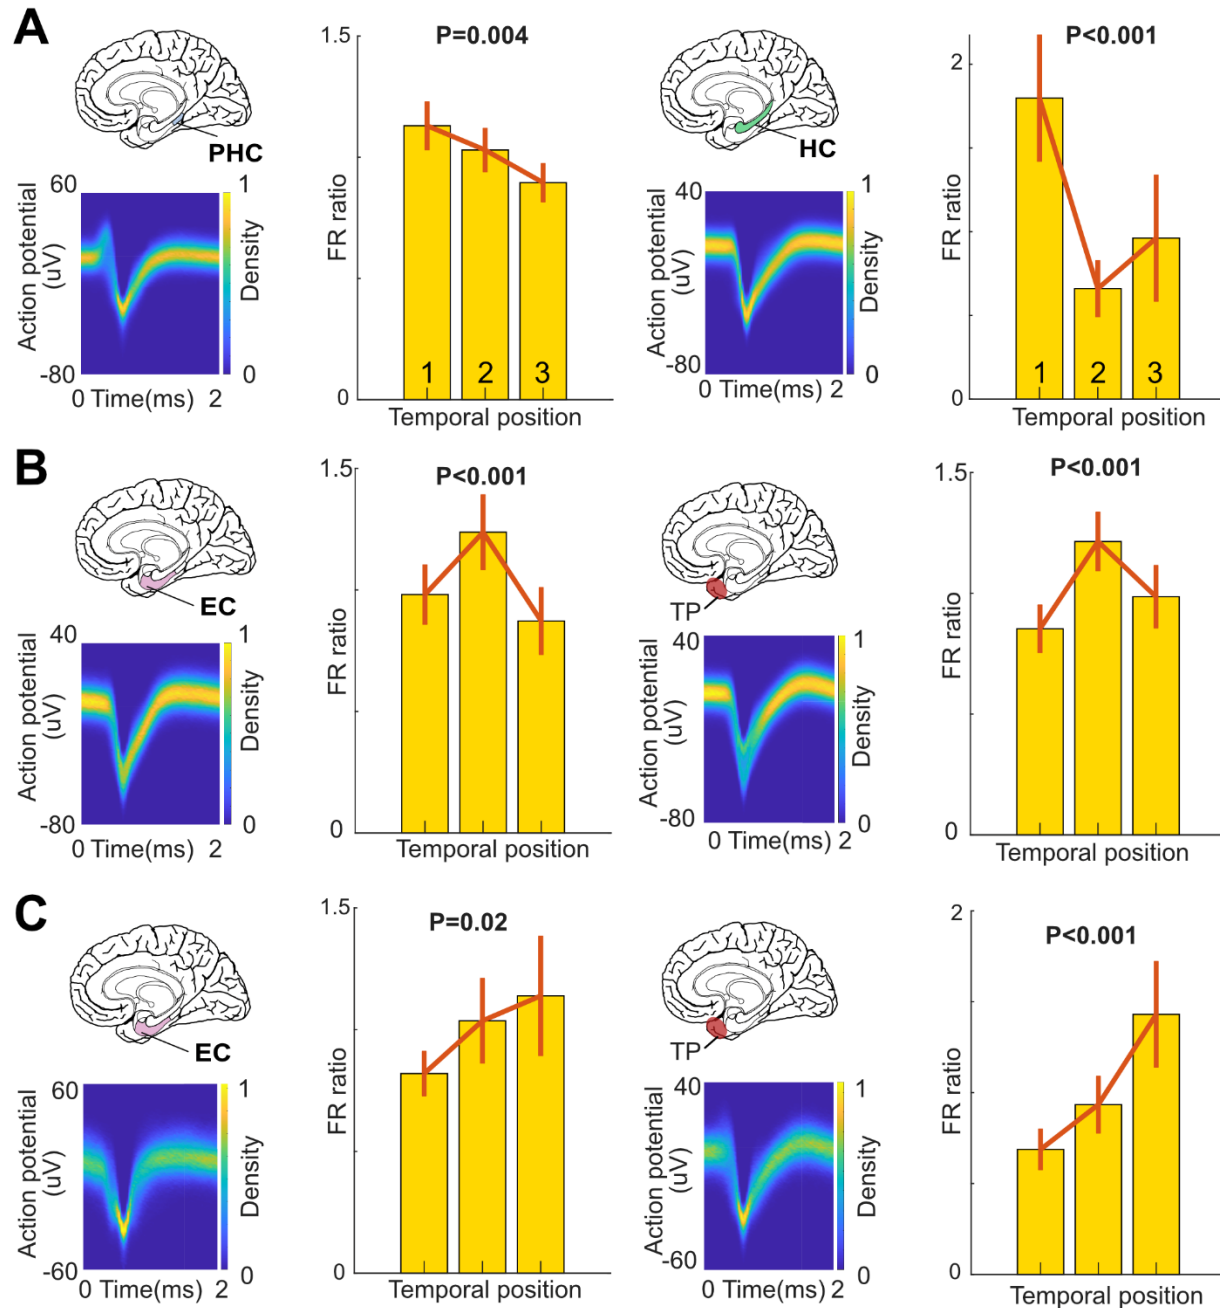 A
PHC
60
Action potential
(uV)
-80
0 Time(ms) 2
1
Density
0
1.5
P=0.004
FR ratio
0
1 2 3
Temporal position
HC
40
Action potential
(uV)
-80
0 Time(ms) 2
1
Density
0
2
P<0.001
FR ratio
0
1 2 3
Temporal position
B
EC
40
Action potential
(uV)
-80
0 Time(ms) 2
1
Density
0
1.5
P<0.001
FR ratio
0
Temporal position
TP
40
Action potential
(uV)
-80
0 Time(ms) 2
1
Density
0
1.5
P<0.001
FR ratio
0
Temporal position
C
EC
60
Action potential
(uV)
-60
0 Time(ms) 2
1
Density
0
1.5
P=0.02
FR ratio
0
Temporal position
TP
40
Action potential
(uV)
-60
0 Time(ms) 2
1
Density
0
2
P<0.001
FR ratio
0
Temporal position